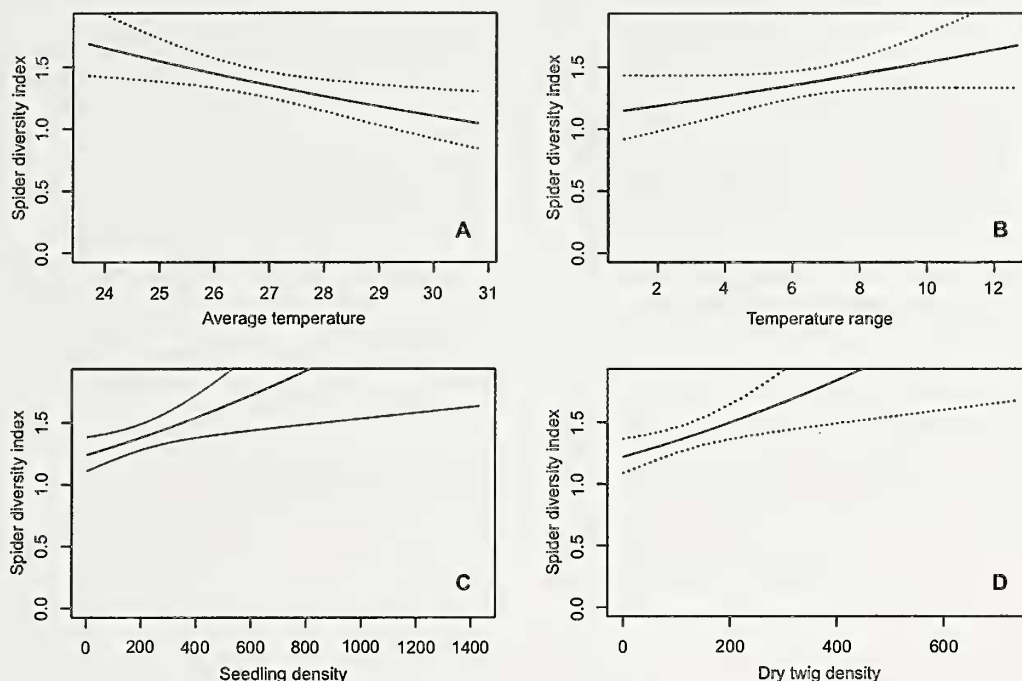 Spider diversity index
0.0 0.5 1.0 1.5
A
24 25 26 27 28 29 30 31
Average temperature
Spider diversity index
0.0 0.5 1.0 1.5
B
2 4 6 8 10 12
Temperature range
Spider diversity index
0.0 0.5 1.0 1.5
C
0 200 400 600 800 1000 1200 1400
Seedling density
Spider diversity index
0.0 0.5 1.0 1.5
D
0 200 400 600
Dry twig density